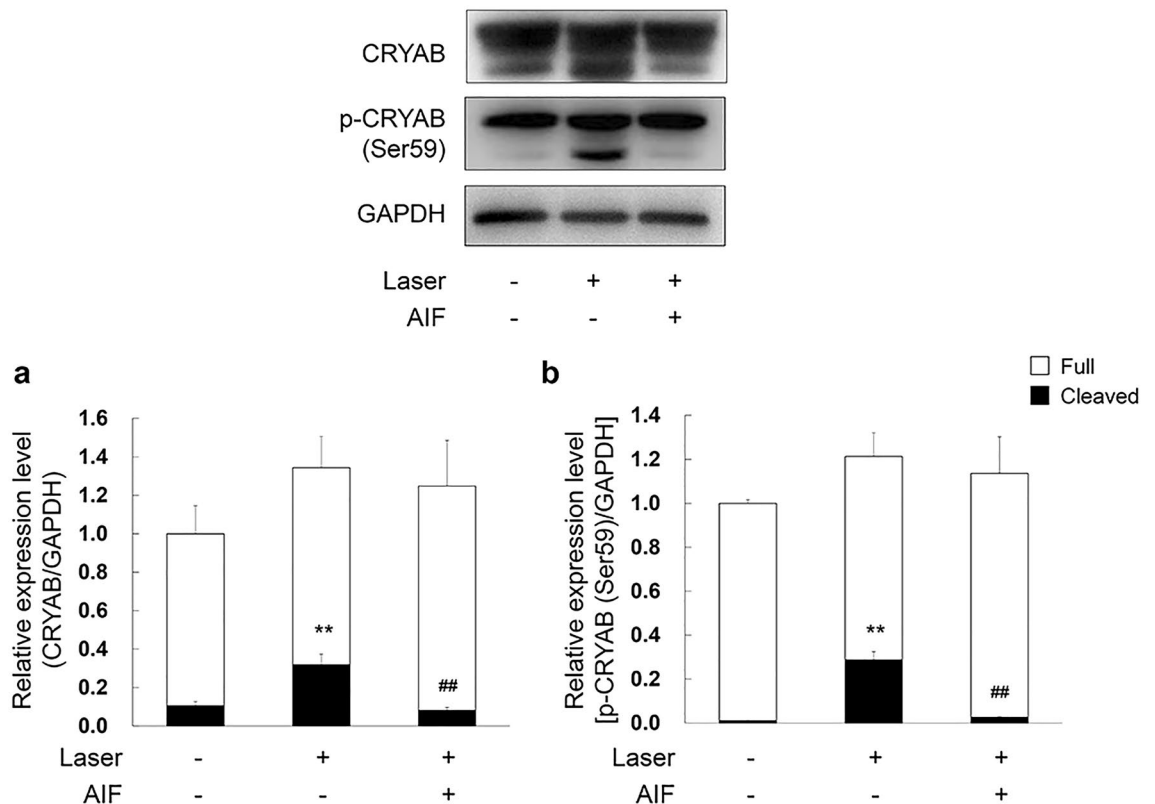 CRYAB
p-CRYAB
(Ser59)
GAPDH
Laser - + +
AIF - - +
a
Relative expression level
(CRYAB/GAPDH)
1.6
1.4
1.2
1.0
0.8
0.6
0.4
0.2
0.0
**
##
Laser - + +
AIF - - +
b
Full
Cleaved
Relative expression level
[p-CRYAB (Ser59)/GAPDH]
1.4
1.2
1.0
0.8
0.6
0.4
0.2
0.0
**
##
Laser - + +
AIF - - +